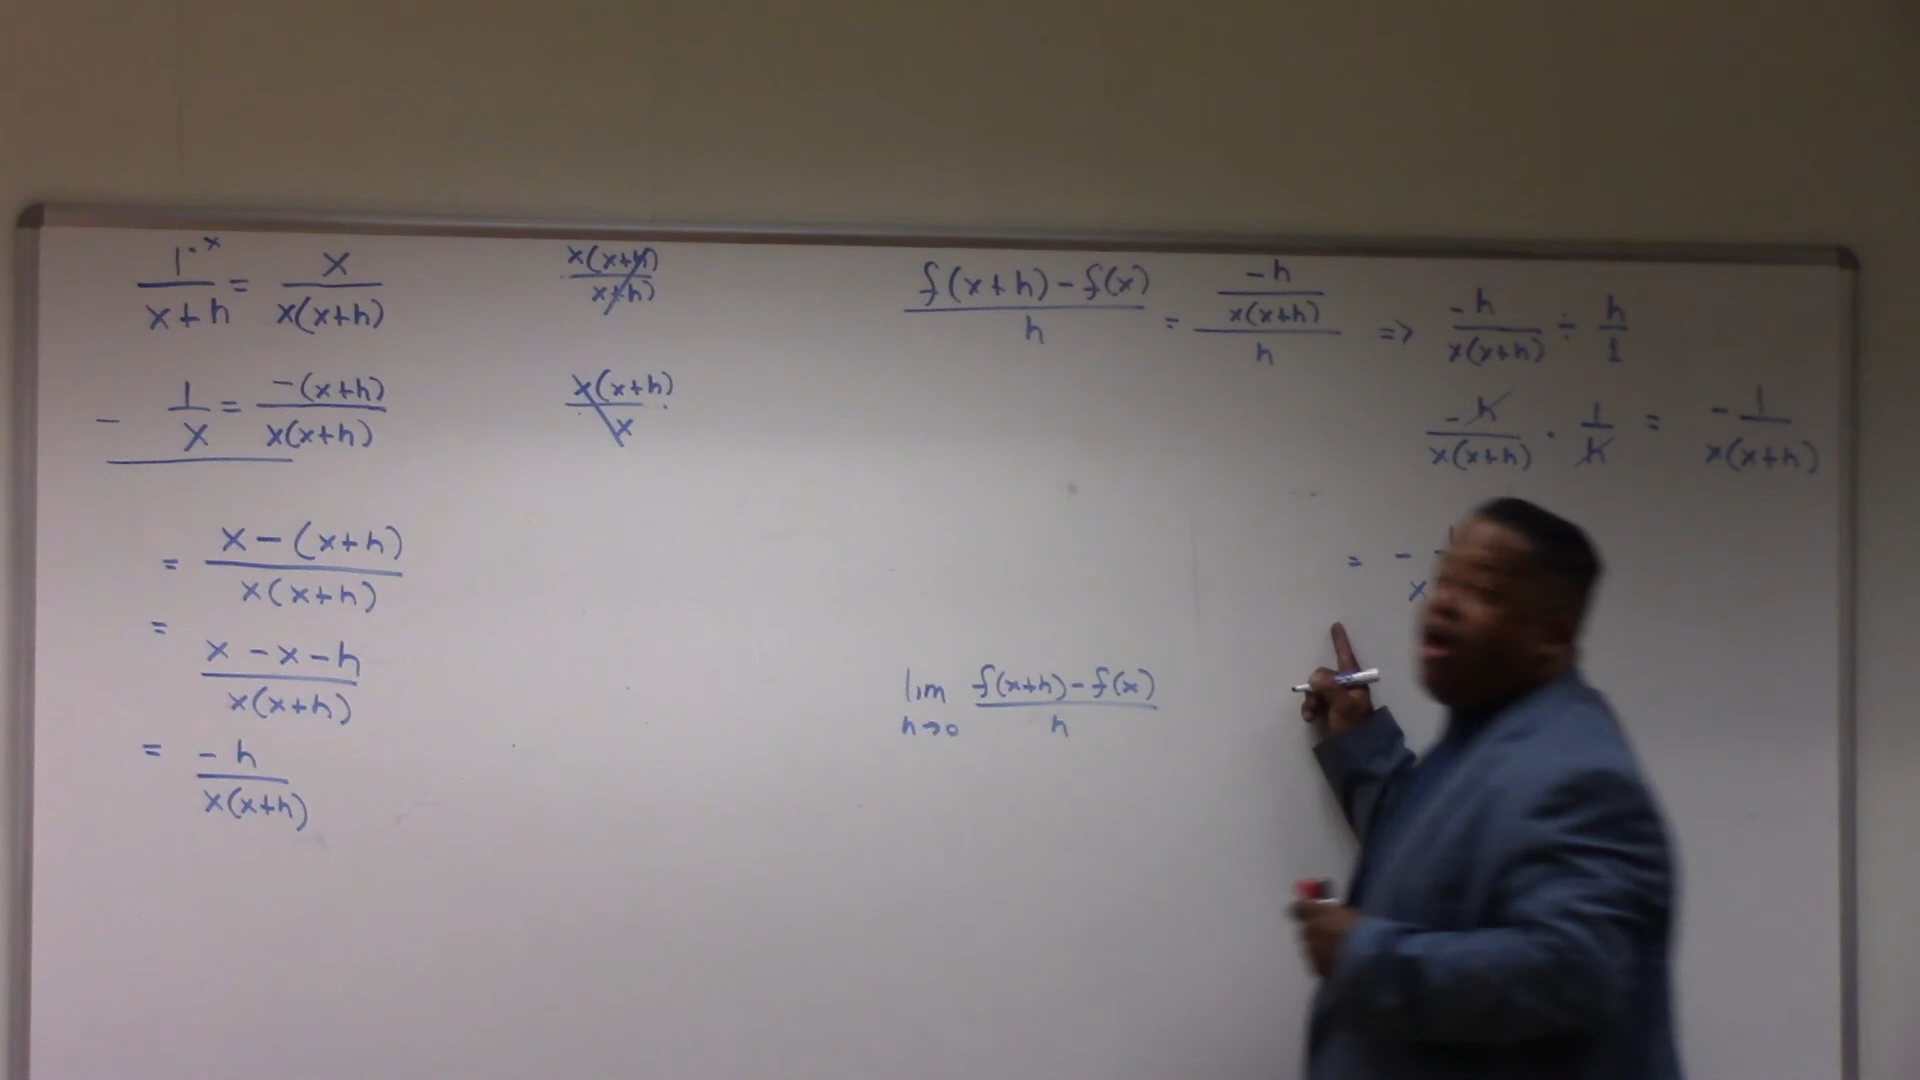 1·x/x+h = x/x(x+h)
x(x+h)/x+h)
- 1/x = -(x+h)/x(x+h)
x(x+h)/x
= x-(x+h)/x(x+h)
= x-x-h/x(x+h)
= -h/x(x+h)
f(x+h)-f(x)/h = -h/x(x+h)/h => -h/x(x+h) ÷ h/1
-h/x(x+h) · 1/h = -1/x(x+h)
= -
x
lim h→0 f(x+h)-f(x)/h